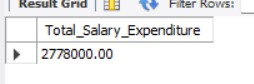 Result Grid Filter Rows:
Total_Salary_Expenditure
2778000.00